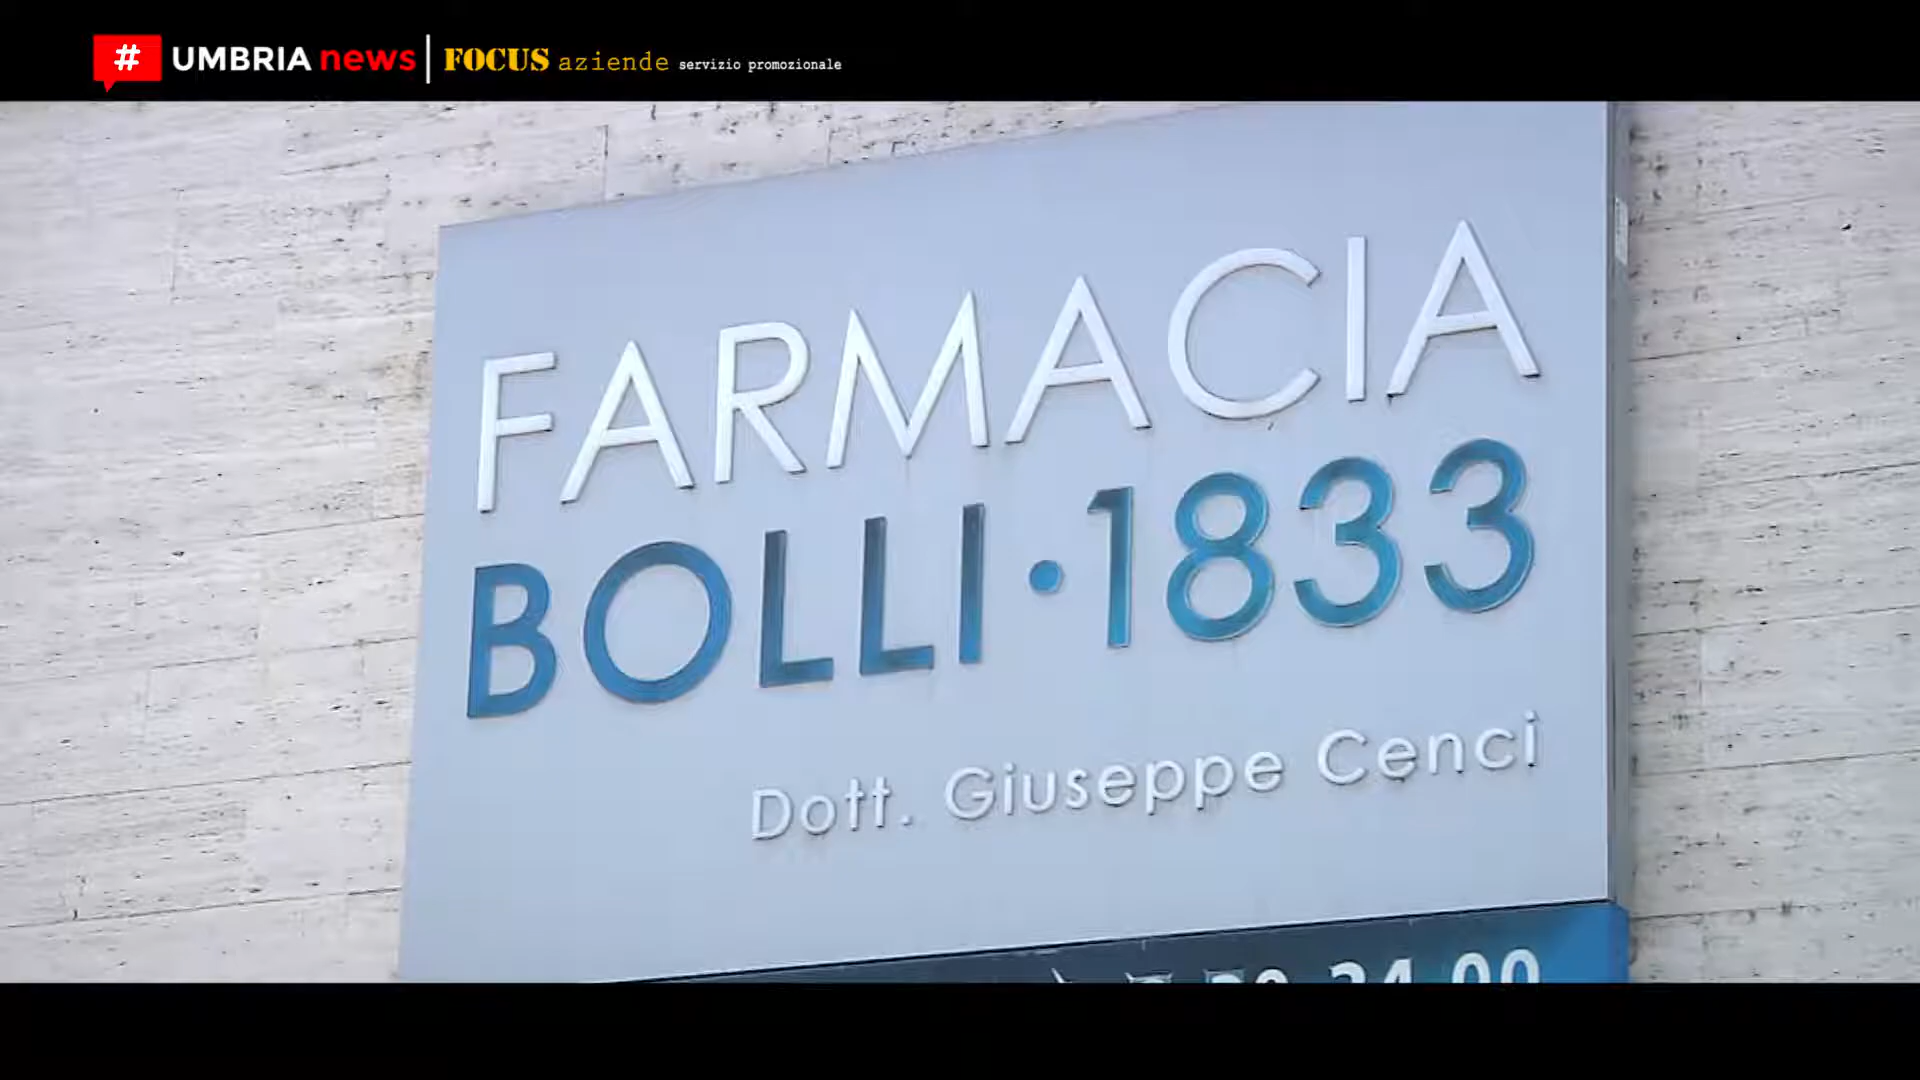 # UMBRIA news FOCUS aziende servizio promozionale
FARMACIA
BOLLI·1833
Dott. Giuseppe Cenci